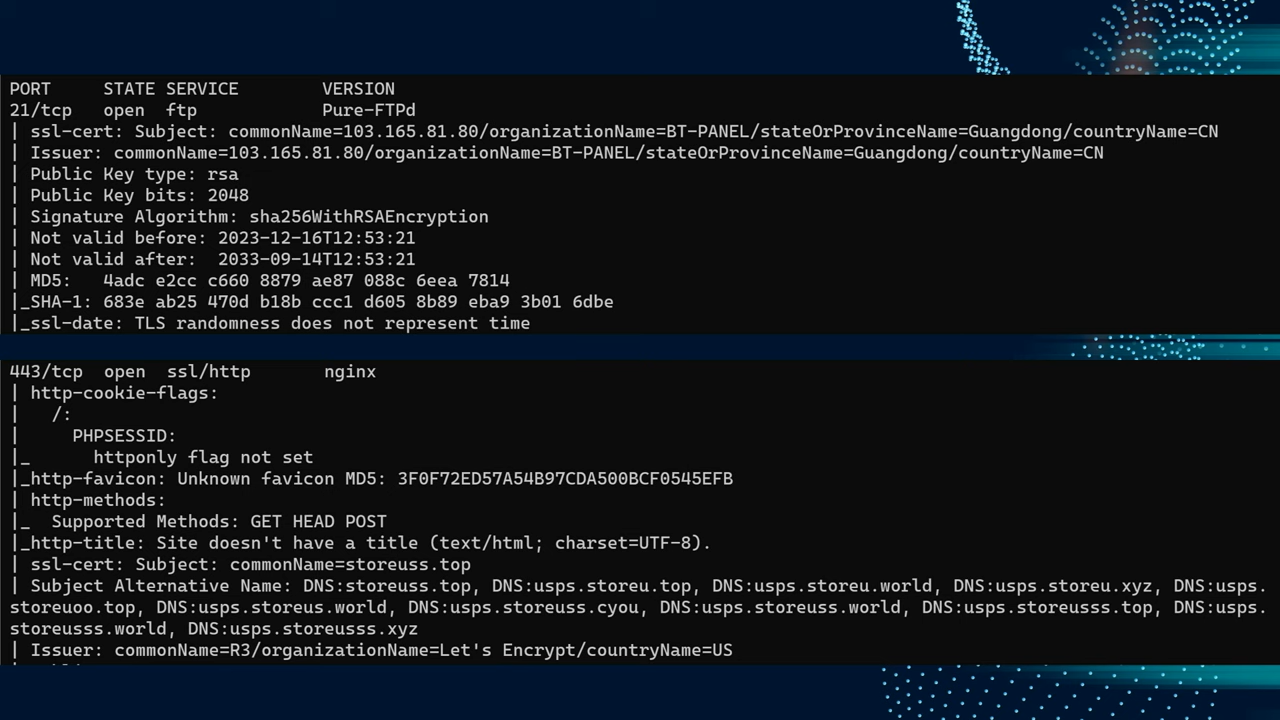 PORT STATE SERVICE VERSION
21/tcp open ftp Pure-FTPd
| ssl-cert: Subject: commonName=103.165.81.80/organizationName=BT-PANEL/stateOrProvinceName=Guangdong/countryName=CN
| Issuer: commonName=103.165.81.80/organizationName=BT-PANEL/stateOrProvinceName=Guangdong/countryName=CN
| Public Key type: rsa
| Public Key bits: 2048
| Signature Algorithm: sha256WithRSAEncryption
| Not valid before: 2023-12-16T12:53:21
| Not valid after:  2033-09-14T12:53:21
| MD5:   4adc e2cc c660 8879 ae87 088c 6eea 7814
|_SHA-1: 683e ab25 470d b18b ccc1 d605 8b89 eba9 3b01 6dbe
|_ssl-date: TLS randomness does not represent time
443/tcp open ssl/http nginx
| http-cookie-flags:
|   /:
|     PHPSESSID:
|_      httponly flag not set
|_http-favicon: Unknown favicon MD5: 3F0F72ED57A54B97CDA500BCF0545EFB
| http-methods:
|_  Supported Methods: GET HEAD POST
|_http-title: Site doesn't have a title (text/html; charset=UTF-8).
| ssl-cert: Subject: commonName=storeuss.top
| Subject Alternative Name: DNS:storeuss.top, DNS:usps.storeu.top, DNS:usps.storeu.world, DNS:usps.storeu.xyz, DNS:usps.
storeuoo.top, DNS:usps.storeus.world, DNS:usps.storeuss.cyou, DNS:usps.storeuss.world, DNS:usps.storeusss.top, DNS:usps.
storeusss.world, DNS:usps.storeusss.xyz
| Issuer: commonName=R3/organizationName=Let's Encrypt/countryName=US